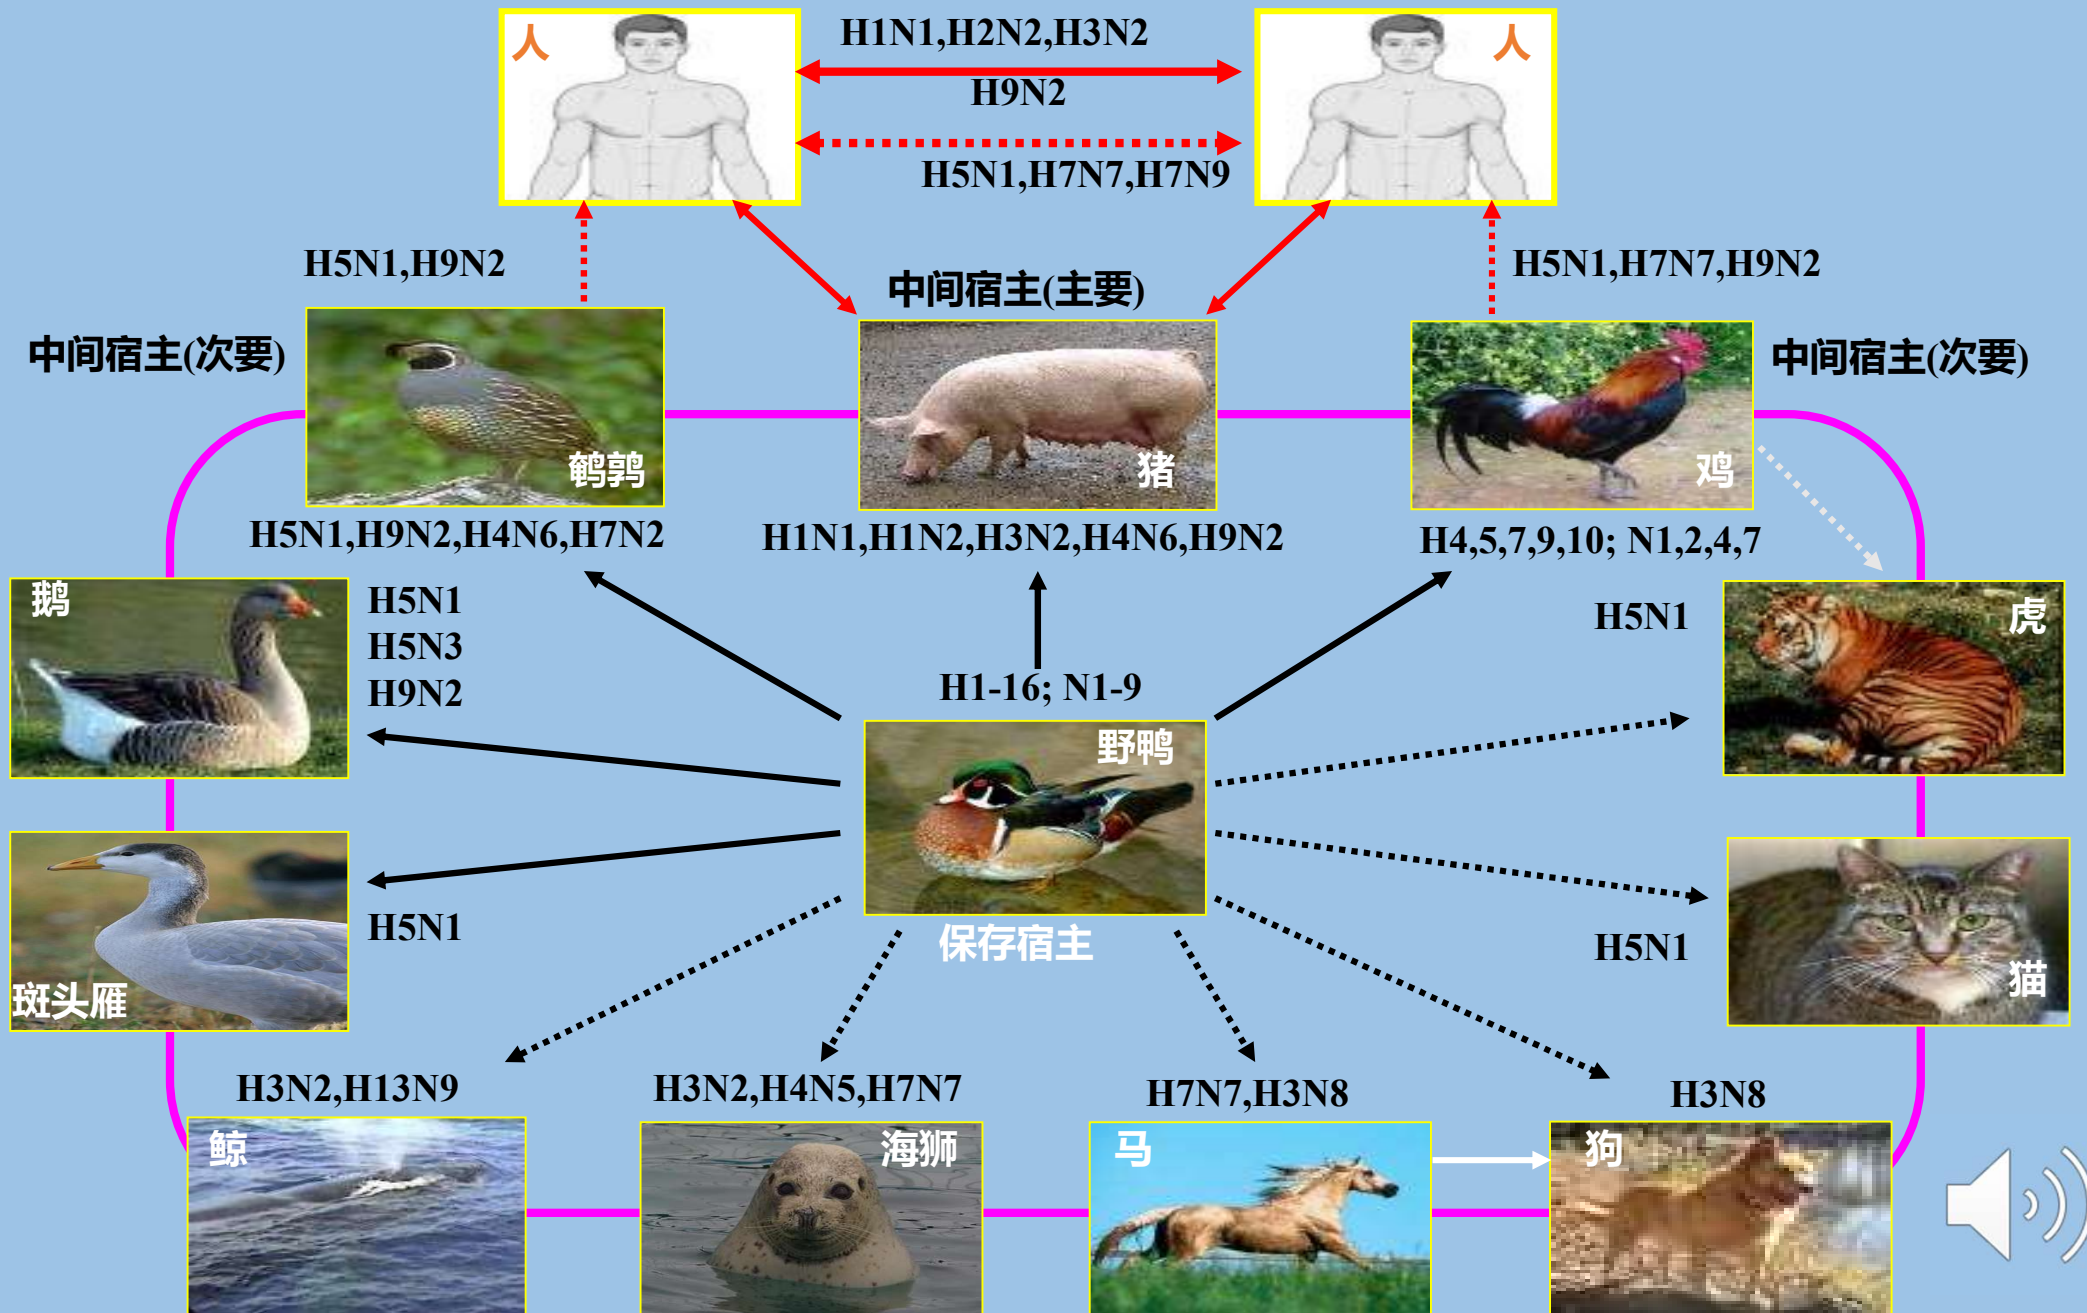 人
H1N1,H2N2,H3N2
人
H9N2
H5N1,H7N7,H7N9
H5N1,H9N2
中间宿主(主要)
H5N1,H7N7,H9N2
中间宿主(次要)
中间宿主(次要)
鹌鹑
猪
鸡
H5N1,H9N2,H4N6,H7N2
H1N1,H1N2,H3N2,H4N6,H9N2
H4,5,7,9,10; N1,2,4,7
鹅
H5N1
H5N3
H9N2
H5N1
虎
H1-16; N1-9
野鸭
保存宿主
H5N1
斑头雁
H5N1
猫
H3N2,H13N9
H3N2,H4N5,H7N7
H7N7,H3N8
H3N8
鲸
海狮
马
狗